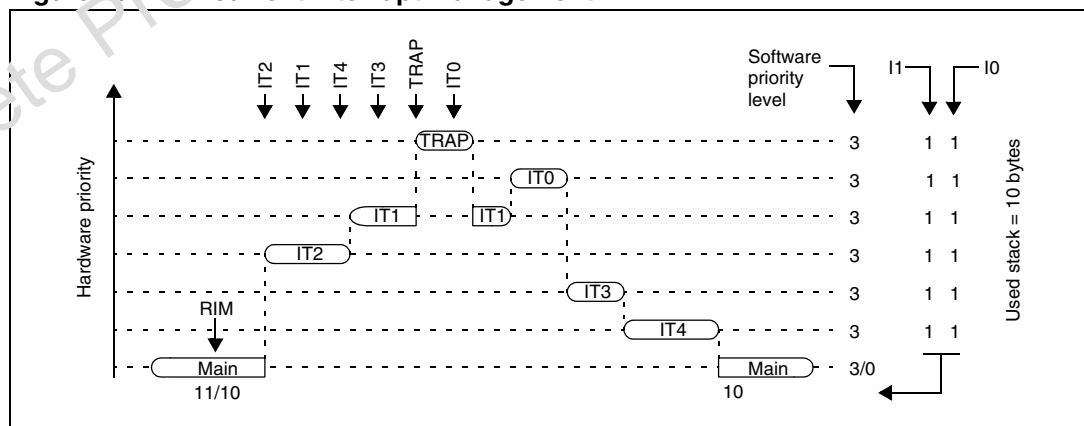 ete Pro
IT2
IT1
IT4
IT3
TRAP
IT0
Software
priority
level
I1
I0
Hardware priority
TRAP
3
1 1
IT0
3
1 1
IT1
IT1
3
1 1
IT2
3
1 1
IT3
3
1 1
RIM
IT4
3
1 1
Main
Main
3/0
11/10
10
Used stack = 10 bytes